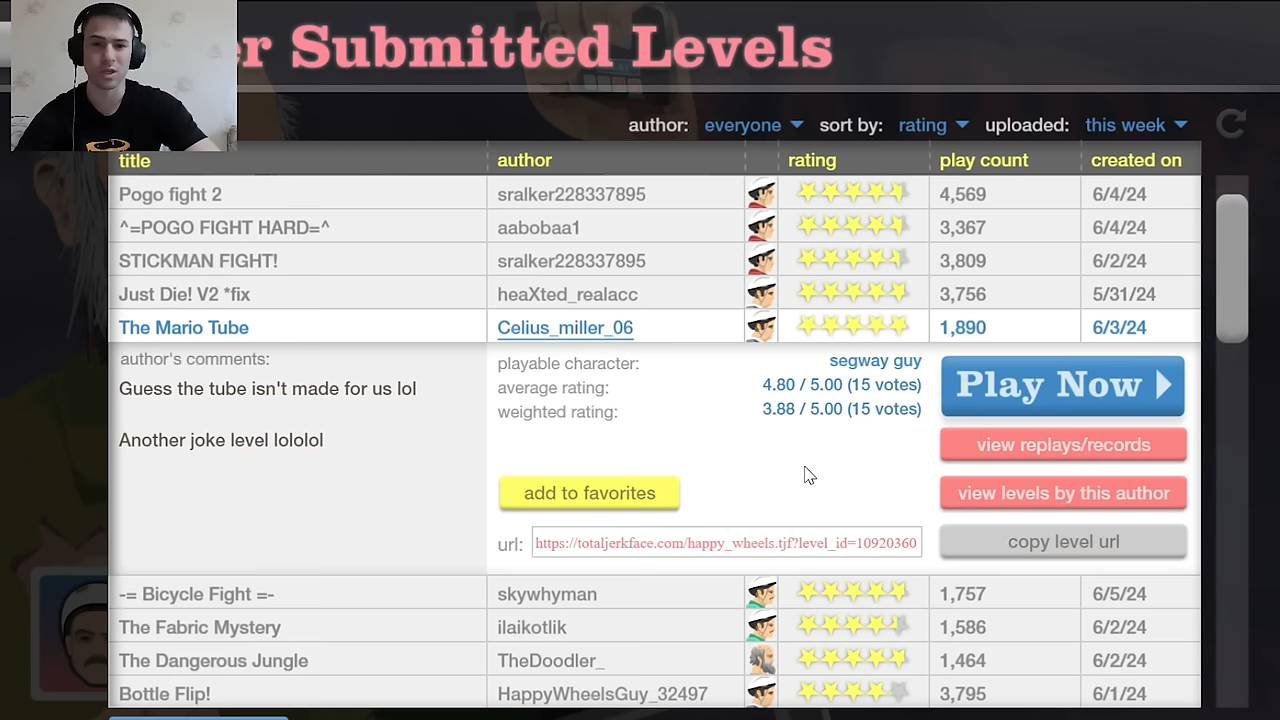 er Submitted Levels
author: everyone sort by: rating uploaded: this week
title author rating play count created on
Pogo fight 2 sralker228337895 4,569 6/4/24
^=POGO FIGHT HARD=^ aabobaa1 3,367 6/4/24
STICKMAN FIGHT! sralker228337895 3,809 6/2/24
Just Die! V2 *fix heaXted_realacc 3,756 5/31/24
The Mario Tube Celius_miller_06 1,890 6/3/24
author's comments:
Guess the tube isn't made for us lol
Another joke level lololol
playable character: segway guy
average rating: 4.80 / 5.00 (15 votes)
weighted rating: 3.88 / 5.00 (15 votes)
add to favorites
url: https://totaljerkface.com/happy_wheels.tjf?level_id=10920360
Play Now
view replays/records
view levels by this author
copy level url
-= Bicycle Fight =- skywhyman 1,757 6/5/24
The Fabric Mystery ilaikotlik 1,586 6/2/24
The Dangerous Jungle TheDoodler_ 1,464 6/2/24
Bottle Flip! HappyWheelsGuy_32497 3,795 6/1/24